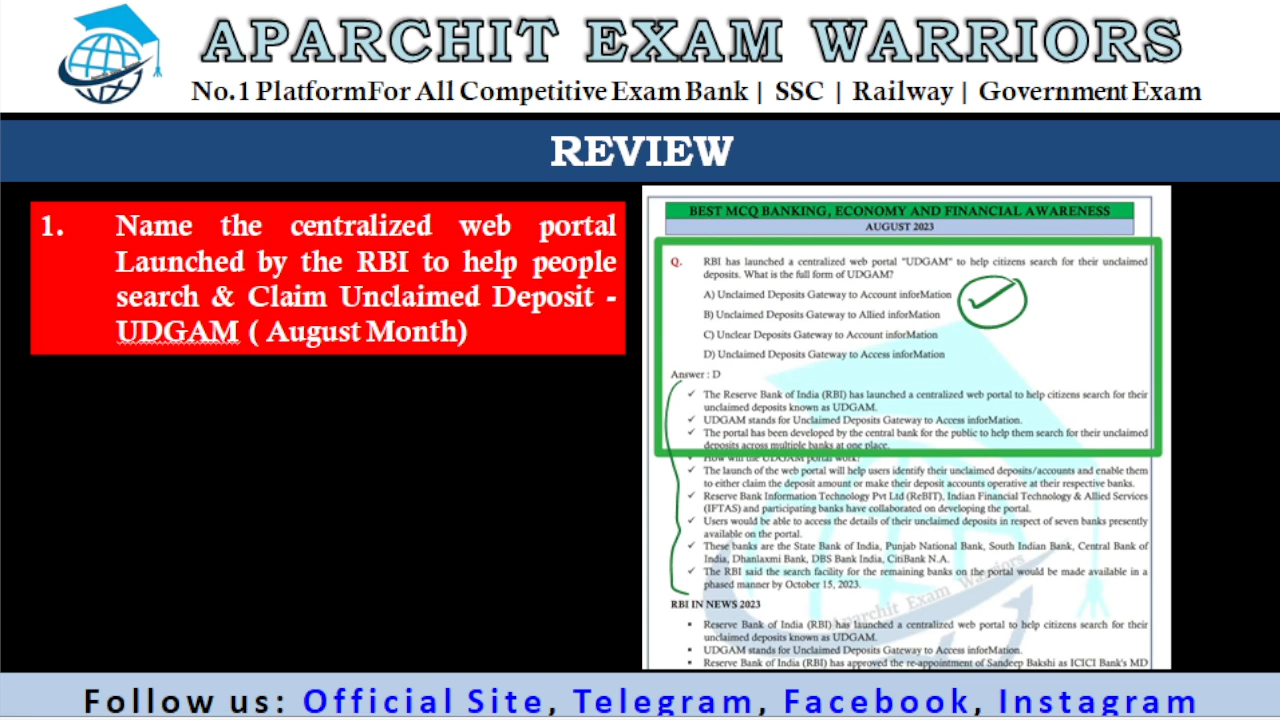 APARCHIT EXAM WARRIORS
No.1 PlatformFor All Competitive Exam Bank | SSC | Railway | Government Exam
REVIEW
1. Name the centralized web portal
Launched by the RBI to help people
search & Claim Unclaimed Deposit -
UDGAM ( August Month)
BEST MCQ BANKING, ECONOMY AND FINANCIAL AWARENESS
AUGUST 2023
Q. RBI has launched a centralized web portal "UDGAM" to help citizens search for their unclaimed
deposits. What is the full form of UDGAM?
A) Unclaimed Deposits Gateway to Account inforMation
B) Unclaimed Deposits Gateway to Allied inforMation
C) Unclear Deposits Gateway to Account inforMation
D) Unclaimed Deposits Gateway to Access inforMation
Answer : D
✓ The Reserve Bank of India (RBI) has launched a centralized web portal to help citizens search for their
unclaimed deposits known as UDGAM.
✓ UDGAM stands for Unclaimed Deposits Gateway to Access inforMation.
✓ The portal has been developed by the central bank for the public to help them search for their unclaimed
deposits across multiple banks at one place.
How will the UDGAM portal work?
✓ The launch of the web portal will help users identify their unclaimed deposits/accounts and enable them
to either claim the deposit amount or make their deposit accounts operative at their respective banks.
✓ Reserve Bank Information Technology Pvt Ltd (ReBIT), Indian Financial Technology & Allied Services
(IFTAS) and participating banks have collaborated on developing the portal.
✓ Users would be able to access the details of their unclaimed deposits in respect of seven banks presently
available on the portal.
✓ These banks are the State Bank of India, Punjab National Bank, South Indian Bank, Central Bank of
India, Dhanlaxmi Bank, DBS Bank India, CitiBank N.A.
✓ The RBI said the search facility for the remaining banks on the portal would be made available in a
phased manner by October 15, 2023.
Aparchit Exam Warriors
RBI IN NEWS 2023
▪ Reserve Bank of India (RBI) has launched a centralized web portal to help citizens search for their
unclaimed deposits known as UDGAM.
▪ UDGAM stands for Unclaimed Deposits Gateway to Access inforMation.
▪ Reserve Bank of India (RBI) has approved the re-appointment of Sandeep Bakshi as ICICI Bank's MD
Follow us: Official Site, Telegram, Facebook, Instagram